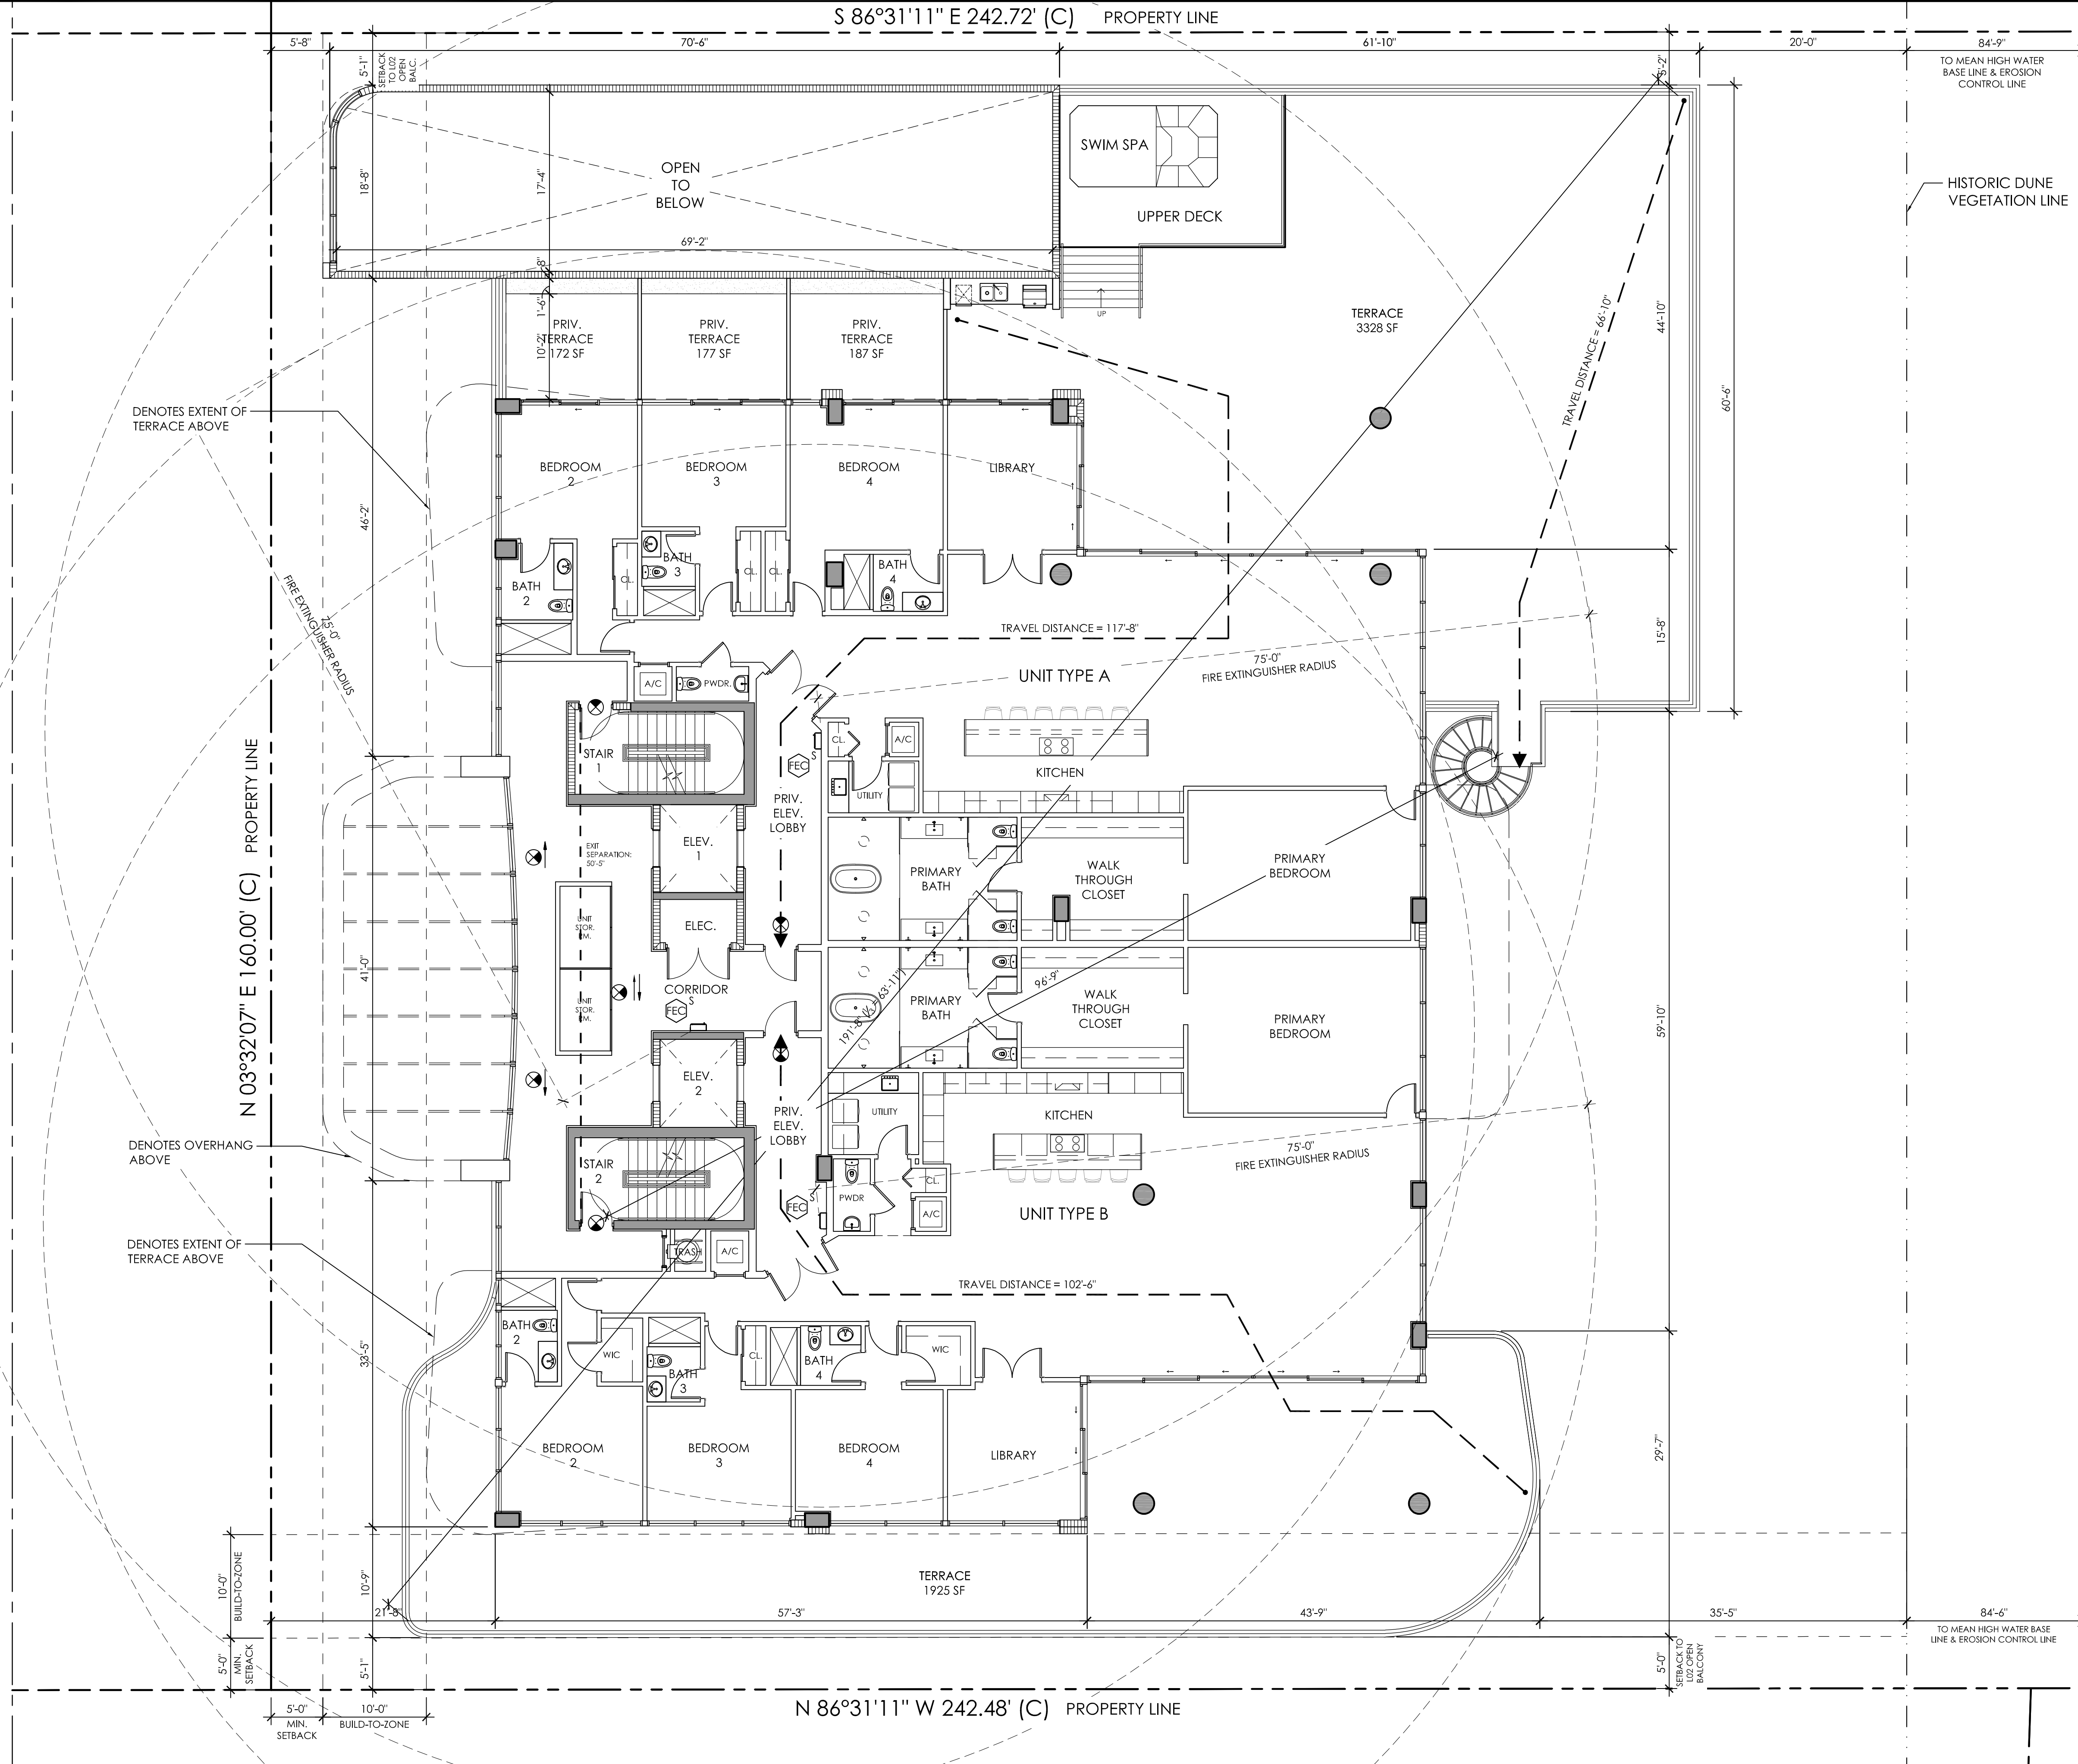 S 86°31'11" E 242.72' (C) PROPERTY LINE
5'-8"
70'-6"
61'-10"
20'-0"
84'-9"
TO MEAN HIGH WATER
BASE LINE & EROSION
CONTROL LINE
5'-1"
SETBACK
TO L02
OPEN
BALC.
5'-2"
SWIM SPA
UPPER DECK
OPEN
TO
BELOW
18'-8"
17'-4"
69'-2"
HISTORIC DUNE
VEGETATION LINE
8"
1'-6"
10'-2"
PRIV.
TERRACE
172 SF
PRIV.
TERRACE
177 SF
PRIV.
TERRACE
187 SF
UP
TERRACE
3328 SF
44'-10"
TRAVEL DISTANCE = 66'-10"
60'-6"
DENOTES EXTENT OF
TERRACE ABOVE
46'-2"
BEDROOM
2
BEDROOM
3
BEDROOM
4
LIBRARY
BATH
2
CL.
BATH
3
CL.
CL.
BATH
4
75'-0"
FIRE EXTINGUISHER RADIUS
TRAVEL DISTANCE = 117'-8"
15'-8"
UNIT TYPE A
75'-0"
FIRE EXTINGUISHER RADIUS
A/C
PWDR.
STAIR
1
FEC
S
CL.
A/C
UTILITY
KITCHEN
N 03°32'07" E 160.00' (C) PROPERTY LINE
PRIV.
ELEV.
LOBBY
EXIT
SEPARATION:
50'-5"
ELEV.
1
PRIMARY
BATH
WALK
THROUGH
CLOSET
PRIMARY
BEDROOM
UNIT
STOR.
RM.
ELEC.
41'-0"
UNIT
STOR.
RM.
CORRIDOR
S
FEC
191'-8" (⅓ = 63'-11")
96'-9"
PRIMARY
BATH
WALK
THROUGH
CLOSET
PRIMARY
BEDROOM
59'-10"
ELEV.
2
PRIV.
ELEV.
LOBBY
UTILITY
KITCHEN
DENOTES OVERHANG
ABOVE
STAIR
2
75'-0"
FIRE EXTINGUISHER RADIUS
S
FEC
PWDR
CL.
A/C
UNIT TYPE B
DENOTES EXTENT OF
TERRACE ABOVE
TRASH
A/C
TRAVEL DISTANCE = 102'-6"
33'-5"
BATH
2
WIC
BATH
3
CL.
BATH
4
WIC
BEDROOM
2
BEDROOM
3
BEDROOM
4
LIBRARY
29'-7"
10'-0"
BUILD-TO-ZONE
10'-9"
TERRACE
1925 SF
21'-8"
57'-3"
43'-9"
35'-5"
84'-6"
TO MEAN HIGH WATER BASE
LINE & EROSION CONTROL LINE
5'-0"
MIN.
SETBACK
5'-1"
5'-0"
SETBACK TO
L02 OPEN
BALCONY
5'-0"
MIN.
SETBACK
10'-0"
BUILD-TO-ZONE
N 86°31'11" W 242.48' (C) PROPERTY LINE